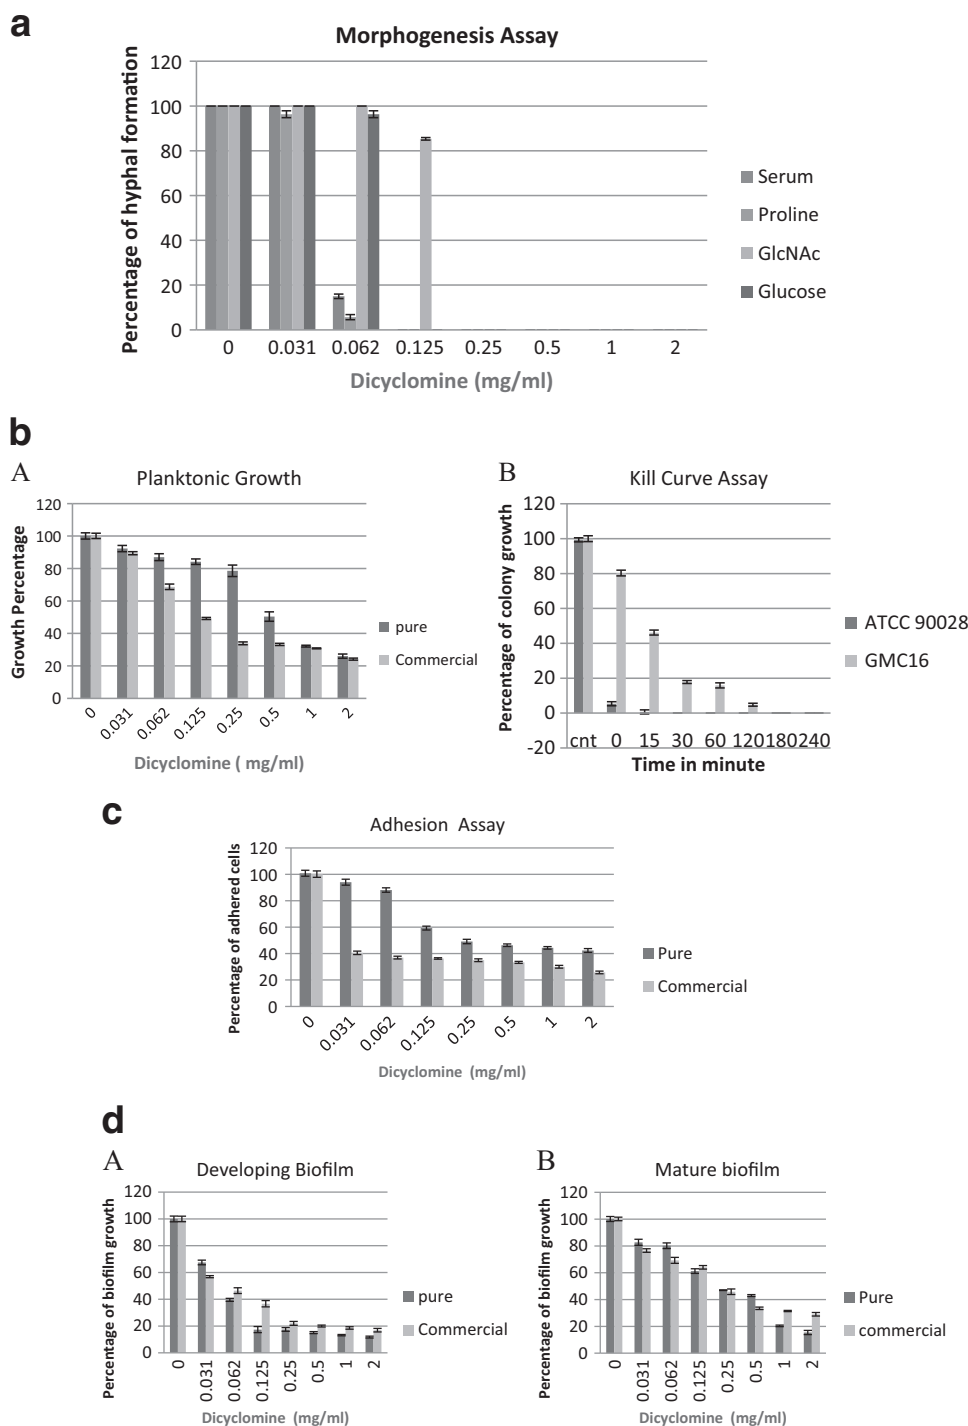 a
Morphogenesis Assay
Percentage of hyphal formation
120
100
80
60
40
20
0
0 0.031 0.062 0.125 0.25 0.5 1 2
Dicyclomine (mg/ml)
Serum
Proline
GlcNAc
Glucose
b
A
Planktonic Growth
Growth Percentage
120
100
80
60
40
20
0
0 0.031 0.062 0.125 0.25 0.5 1 2
Dicyclomine ( mg/ml)
pure
Commercial
B
Kill Curve Assay
Percentage of colony growth
120
100
80
60
40
20
0
-20
cnt 0 15 30 60 120 180 240
Time in minute
ATCC 90028
GMC16
c
Adhesion Assay
Percentage of adhered cells
120
100
80
60
40
20
0
0 0.031 0.062 0.125 0.25 0.5 1 2
Dicyclomine (mg/ml)
Pure
Commercial
d
A
Developing Biofilm
Percentage of biofilm growth
120
100
80
60
40
20
0
0 0.031 0.062 0.125 0.25 0.5 1 2
Dicyclomine (mg/ml)
pure
Commercial
B
Mature biofilm
Percentage of biofilm growth
120
100
80
60
40
20
0
0 0.031 0.062 0.125 0.25 0.5 1 2
Dicyclomine (mg/ml)
Pure
commercial